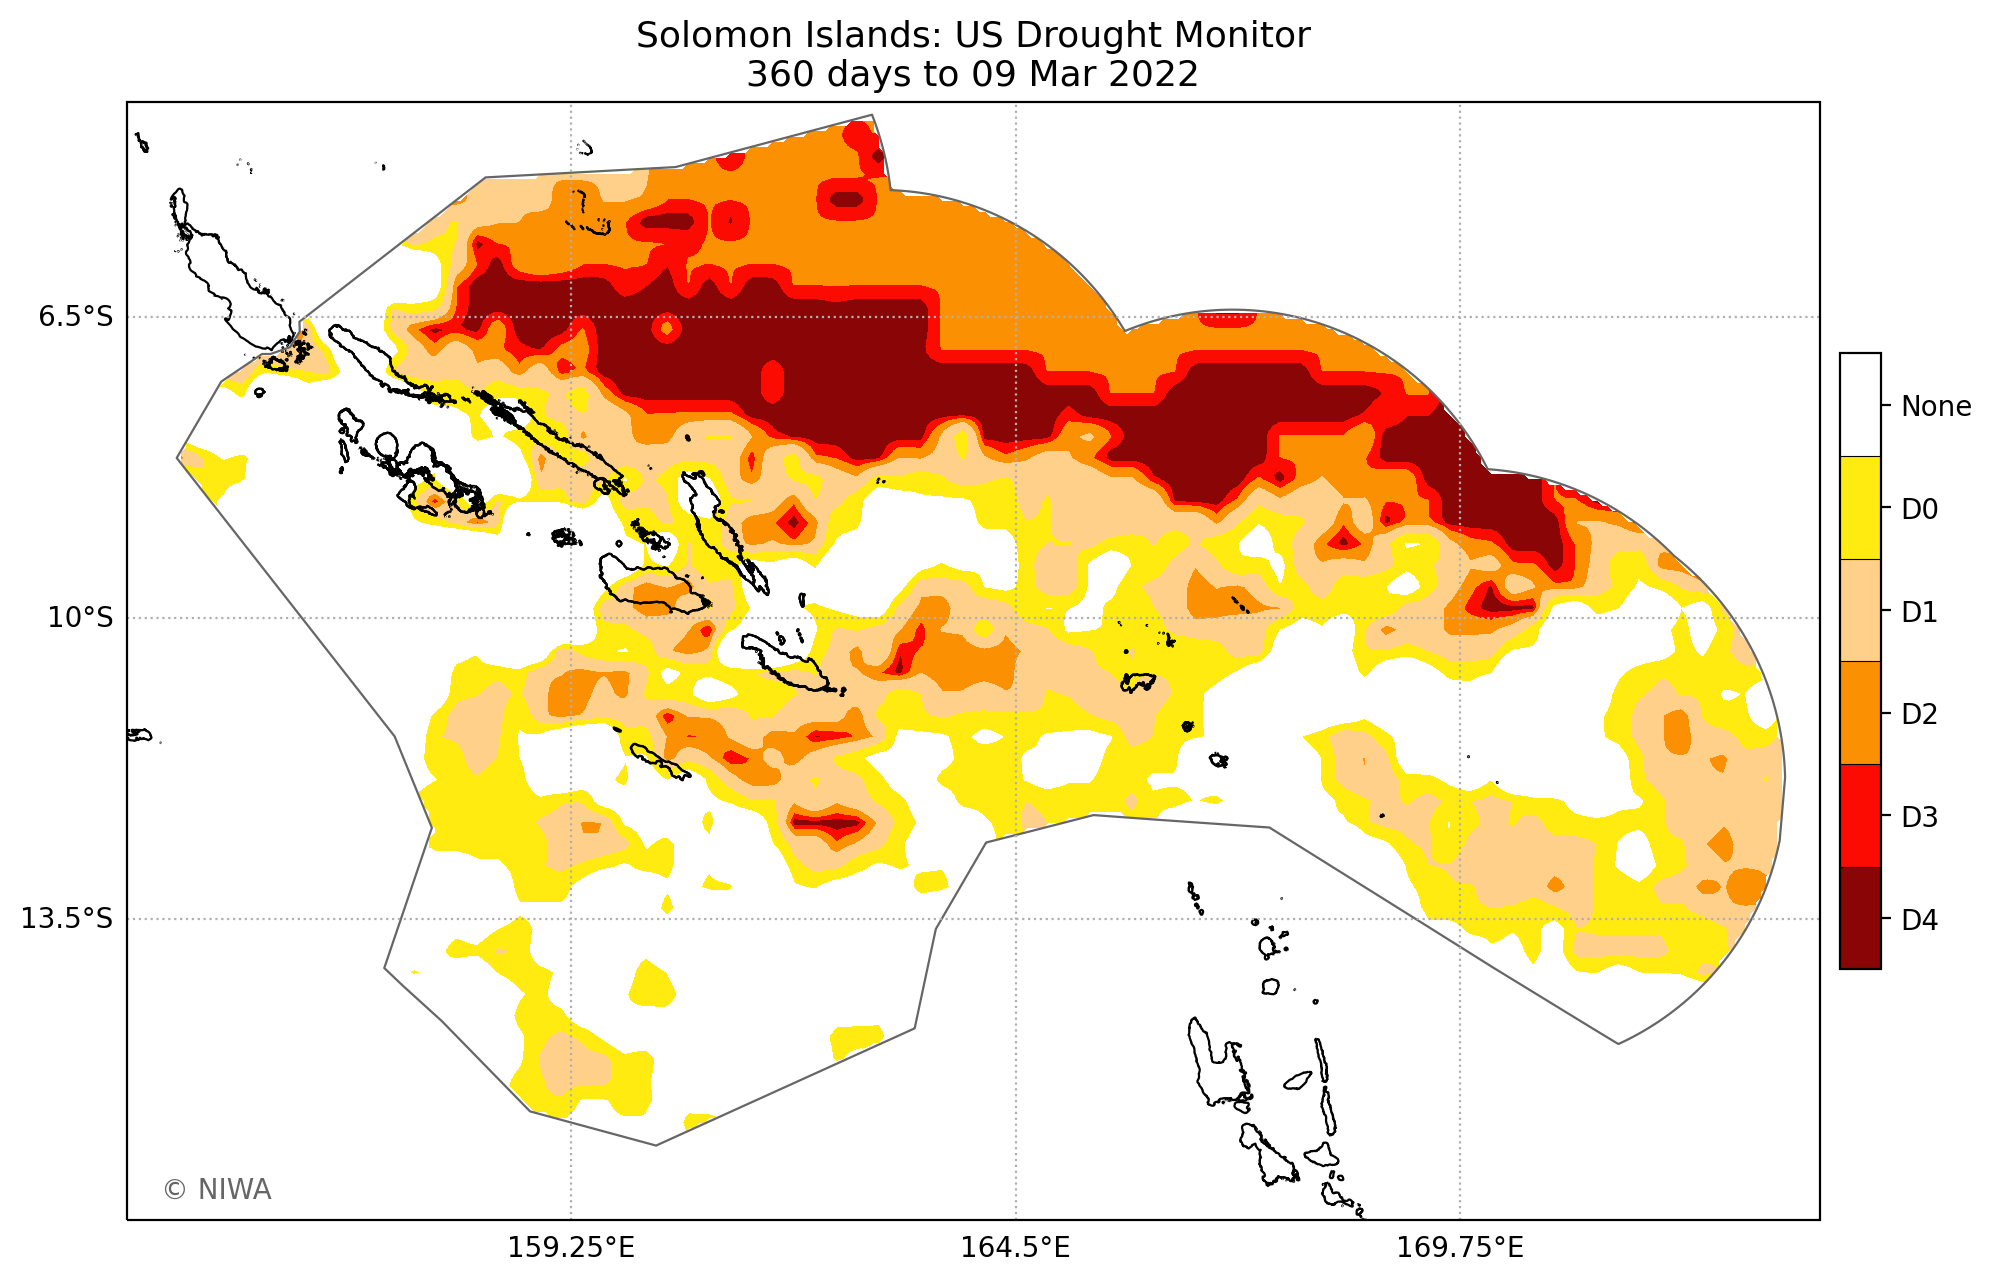 Solomon Islands: US Drought Monitor
360 days to 09 Mar 2022
6.5°S
10°S
13.5°S
159.25°E
164.5°E
169.75°E
None
D0
D1
D2
D3
D4
© NIWA